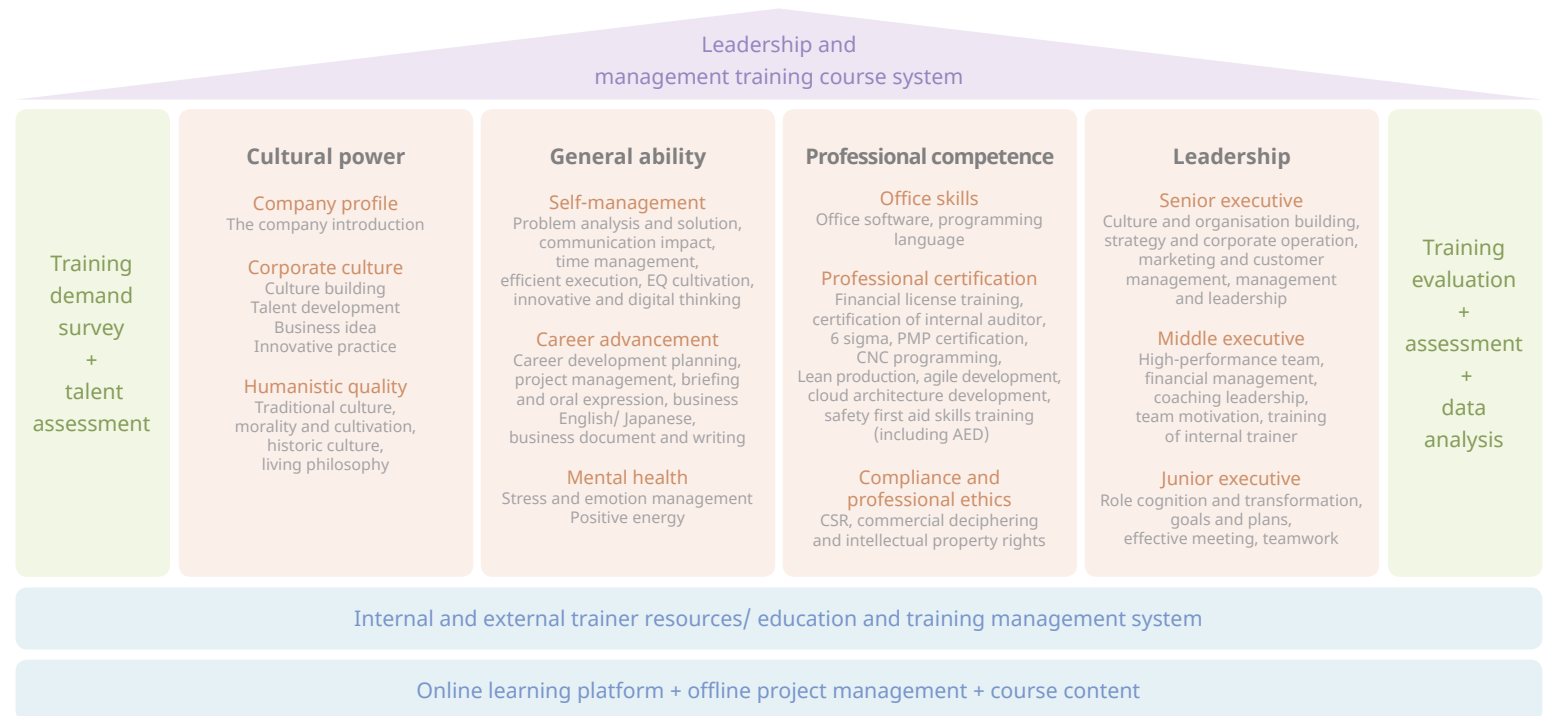 Leadership and
management training course system
Training
demand
survey
+
talent
assessment
Cultural power
Company profile
The company introduction
Corporate culture
Culture building
Talent development
Business idea
Innovative practice
Humanistic quality
Traditional culture,
morality and cultivation,
historic culture,
living philosophy
General ability
Self-management
Problem analysis and solution,
communication impact,
time management,
efficient execution, EQ cultivation,
innovative and digital thinking
Career advancement
Career development planning,
project management, briefing
and oral expression, business
English/ Japanese,
business document and writing
Mental health
Stress and emotion management
Positive energy
Professional competence
Office skills
Office software, programming
language
Professional certification
Financial license training,
certification of internal auditor,
6 sigma, PMP certification,
CNC programming,
Lean production, agile development,
cloud architecture development,
safety first aid skills training
(including AED)
Compliance and
professional ethics
CSR, commercial deciphering
and intellectual property rights
Leadership
Senior executive
Culture and organisation building,
strategy and corporate operation,
marketing and customer
management, management
and leadership
Middle executive
High-performance team,
financial management,
coaching leadership,
team motivation, training
of internal trainer
Junior executive
Role cognition and transformation,
goals and plans,
effective meeting, teamwork
Training
evaluation
+
assessment
+
data
analysis
Internal and external trainer resources/ education and training management system
Online learning platform + offline project management + course content